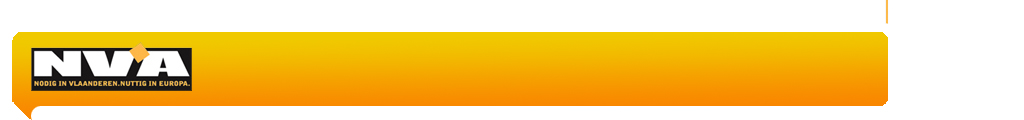 N-VA
NODIG IN VLAANDEREN.NUTTIG IN EUROPA.